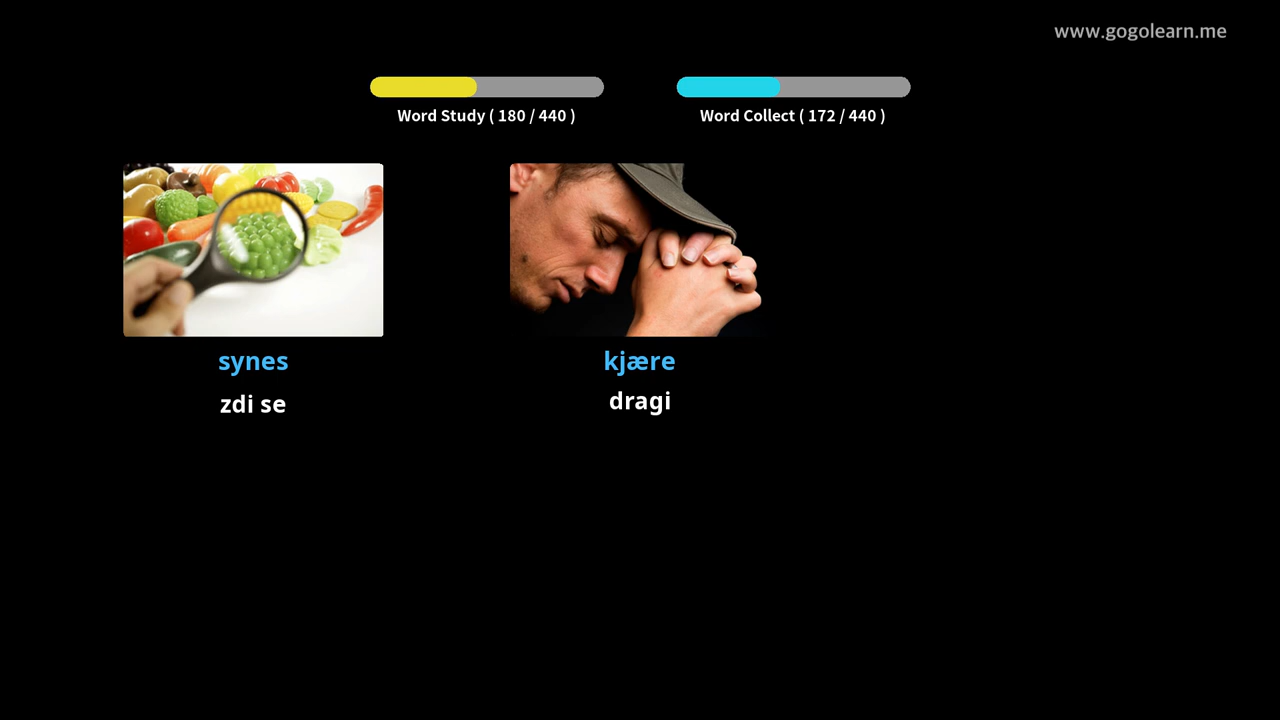 www.gogolearn.me
Word Study ( 180 / 440 )
Word Collect ( 172 / 440 )
synes
zdi se
kjære
dragi